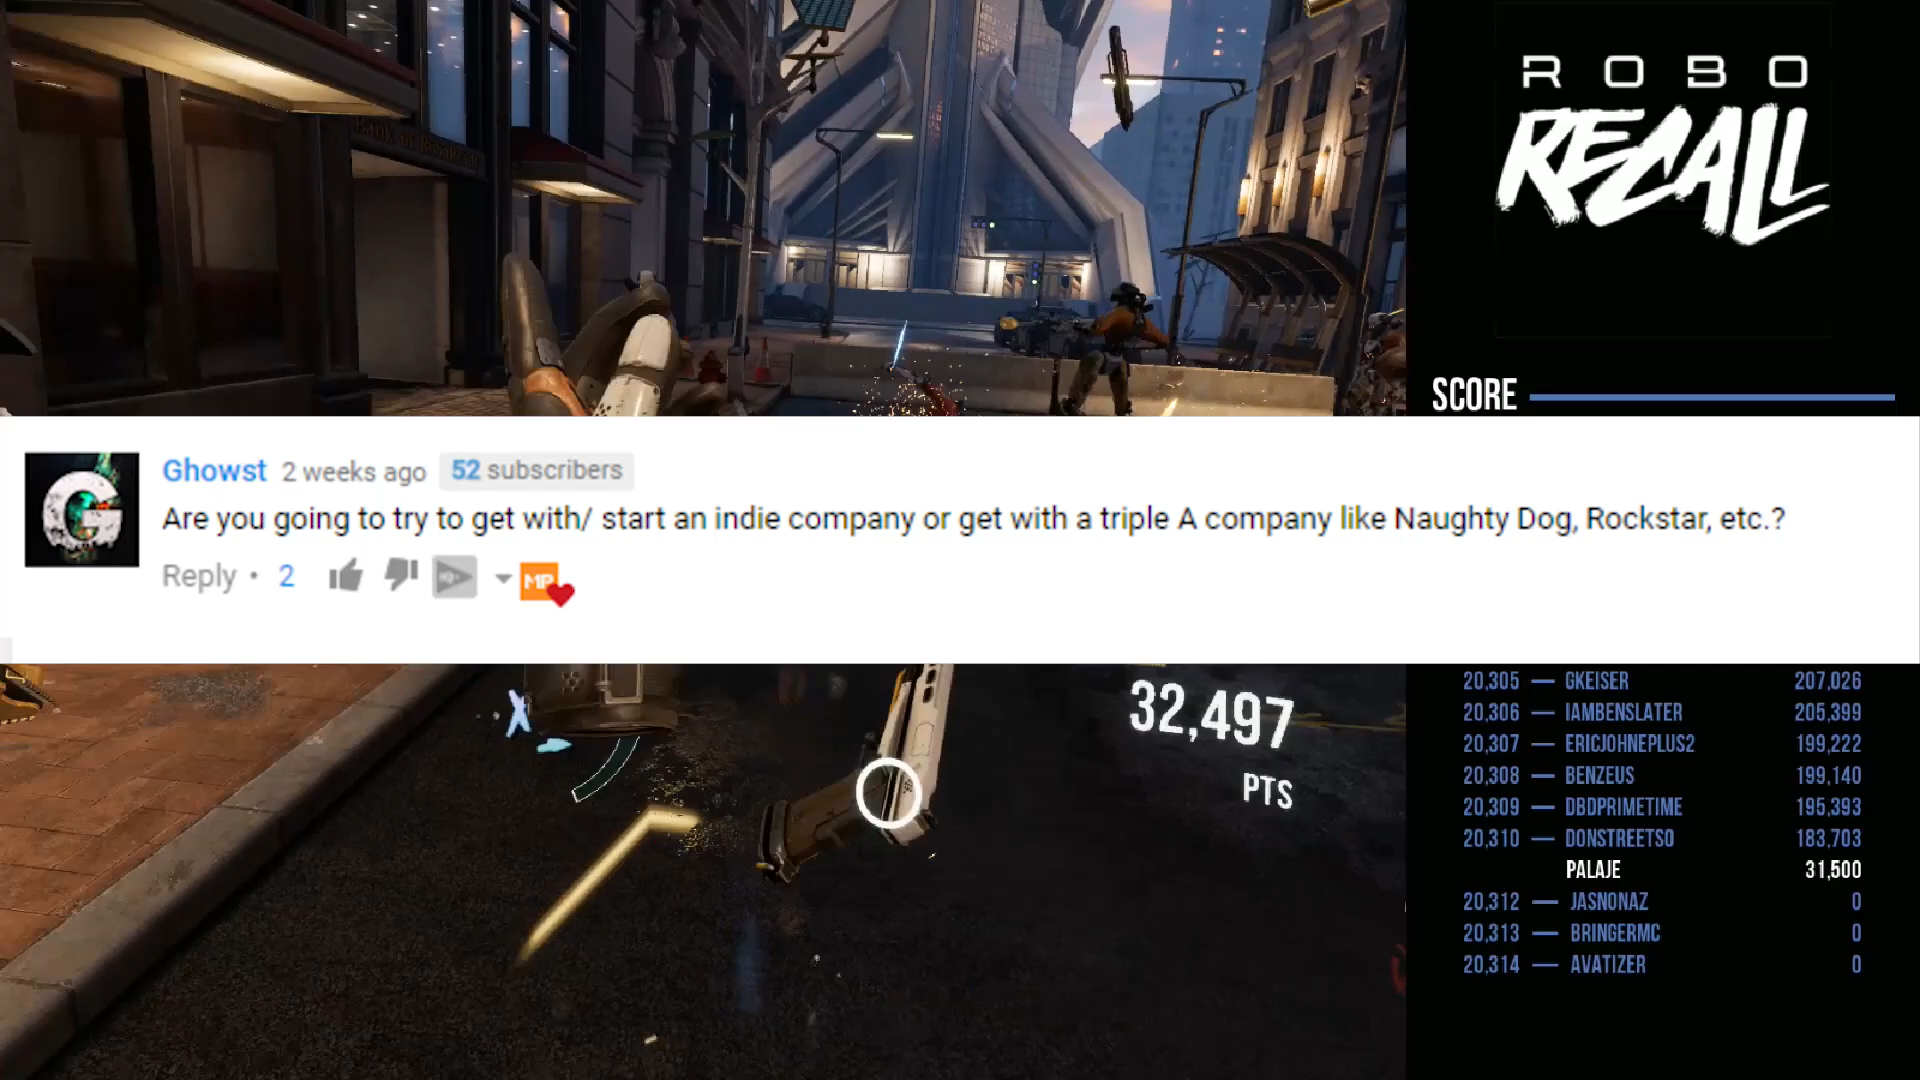 Bank of RoboReady
ROBO
RECALL
SCORE
Ghowst 2 weeks ago 52 subscribers
Are you going to try to get with/ start an indie company or get with a triple A company like Naughty Dog, Rockstar, etc.?
Reply • 2
MP
32,497
PTS
20,305 — GKEISER 207,026
20,306 — IAMBENSLATER 205,399
20,307 — ERICJOHNEPLUS2 199,222
20,308 — BENZEUS 199,140
20,309 — DBDPRIMETIME 195,393
20,310 — DONSTREETS0 183,703
PALAJE 31,500
20,312 — JASNONAZ 0
20,313 — BRINGERMC 0
20,314 — AVATIZER 0